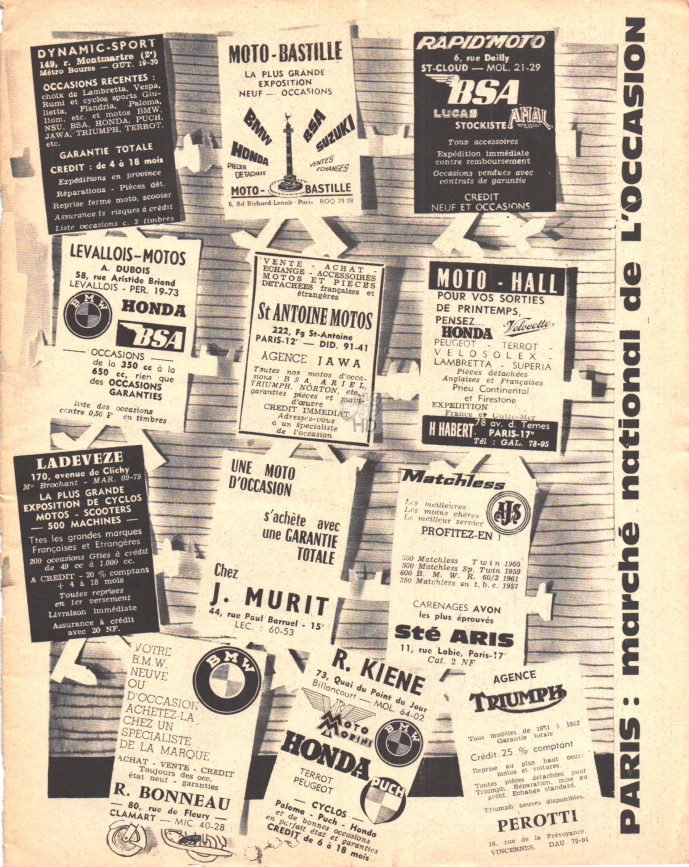 PARIS : marché national de L'OCCASION
DYNAMIC-SPORT
149, r. Montmartre (2e)
Métro Bourse — GUT. 19-39
OCCASIONS RECENTES :
choix de Lambretta, Vespa,
Rumi et cyclos sports Giu-
lietta, Flandria, Paloma,
Itom, etc. et motos BMW,
NSU, BSA, HONDA, PUCH,
JAWA, TRIUMPH, TERROT,
etc.
GARANTIE TOTALE
CREDIT : de 4 à 18 mois
Expéditions en province
Réparations - Pièces dét.
Reprise ferme moto, scooter
Assurance ts risques à crédit
Liste occasions c. 3 timbres
MOTO-BASTILLE
LA PLUS GRANDE
EXPOSITION
NEUF — OCCASIONS
BMW
BSA
HONDA
SUZUKI
PIECES
DETACHEES
VENTES
ECHANGES
MOTO- BASTILLE
6, Bd Richard-Lenoir - Paris ROQ
RAPID'MOTO
6, rue Dailly
ST-CLOUD — MOL. 21-29
BSA
LUCAS
AMAL
STOCKISTE
Tous accessoires
Expédition immédiate
contre remboursement
Occasions vendues avec
contrats de garantie
CREDIT
NEUF ET OCCASIONS
LEVALLOIS-MOTOS
A. DUBOIS
58, rue Aristide Briand
LEVALLOIS - PER. 19-73
BMW
HONDA
BSA
OCCASIONS
de la 350 cc à la
650 cc, rien que
des OCCASIONS
GARANTIES
liste des occasions
contre 0,50 F en timbres
VENTE - ACHAT -
ECHANGE - ACCESSOIRES
MOTOS ET PIECES
DETACHEES françaises et
étrangères
St ANTOINE MOTOS
222, Fg St-Antoine
PARIS-12e — DID. 91-41
AGENCE JAWA
Toutes nos motos d'occa-
sions : BSA, ARIEL,
TRIUMPH, NORTON, etc.
garanties pièces et main
d'œuvre
CREDIT IMMEDIAT
Adressez-vous
à un spécialiste
de l'occasion
MOTO - HALL
POUR VOS SORTIES
DE PRINTEMPS,
PENSEZ...
HONDA Velocette
PEUGEOT - TERROT -
VELOSOLEX -
LAMBRETTA - SUPERIA
Pièces détachées
Anglaises et Françaises
Pneu Continental
et Firestone
EXPEDITION
France et Outre-Mer
H HABERT 78 av. d. Ternes
PARIS-17e
Tél : GAL. 78-95
LADEVEZE
170, avenue de Clichy
Mo Brochant - MAR. 09-79
LA PLUS GRANDE
EXPOSITION DE CYCLOS
MOTOS - SCOOTERS
— 500 MACHINES —
Ttes les grandes marques
Françaises et Etrangères
200 occasions Gties à crédit
de 49 cc à 1.000 cc.
A CREDIT - 20 % comptant
+ 4 à 18 mois
Toutes reprises
en 1er versement
Livraison immédiate
Assurance à crédit
avec 20 NF.
UNE MOTO
D'OCCASION
s'achète avec
une GARANTIE
TOTALE
Chez
J. MURIT
44, rue Paul Barruel - 15e
LEC. : 60-53
Matchless
AJS
Les meilleures
Les moins chères
Le meilleur service
PROFITEZ-EN !
500 Matchless Twin 1960
500 Matchless Sp. Twin 1959
600 B. M. W. R. 60/2 1961
350 Matchless en t.b.e. 1957
CARENAGES AVON
les plus éprouvés
Sté ARIS
11, rue Labie, Paris-17e
Cat. 2 NF
VOTRE
B.M.W.
NEUVE
OU
D'OCCASION
ACHETEZ-LA
CHEZ UN
SPECIALISTE
DE LA MARQUE
BMW
ACHAT - VENTE - CREDIT
Toujours des occ.
état neuf - garanties
R. BONNEAU
— 80, rue de Fleury —
CLAMART — MIC. 40-28
R. KIENE
73, Quai du Point du Jour
Billancourt — MOL. 64-02
MOTO
MORINI
BMW
HONDA
TERROT
PEUGEOT
PUCH
— CYCLOS —
Paloma - Puch - Honda
et de bonnes occasions
en parfait état et garanties
CREDIT de 6 à 18 mois
AGENCE
TRIUMPH
Tous modèles de 1951 à 1962
Garantie totale
Crédit 25 % comptant
Reprise au plus haut cours
motos et voitures.
Toutes pièces détachées pour
Triumph. Réparation, mise au
point. Echange standard.
Triumph neuves disponibles.
PEROTTI
16, rue de la Prévoyance,
VINCENNES. DAU 79-91